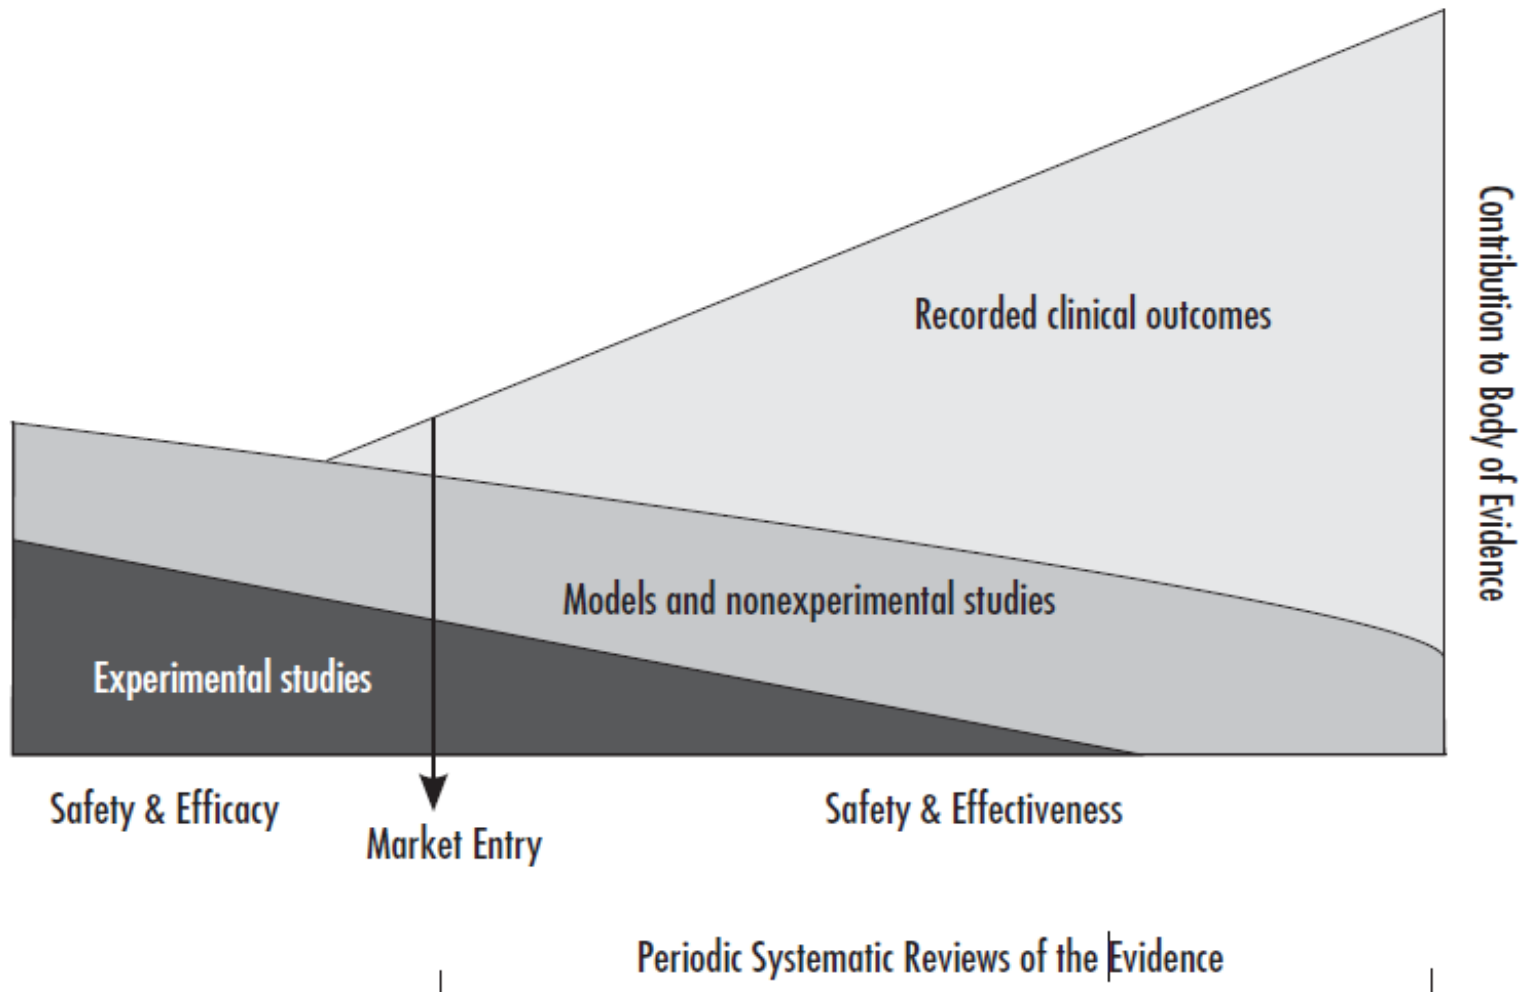 Recorded clinical outcomes
Contribution to Body of Evidence
Models and nonexperimental studies
Experimental studies
Safety & Efficacy
Safety & Effectiveness
Market Entry
Periodic Systematic Reviews of the Evidence